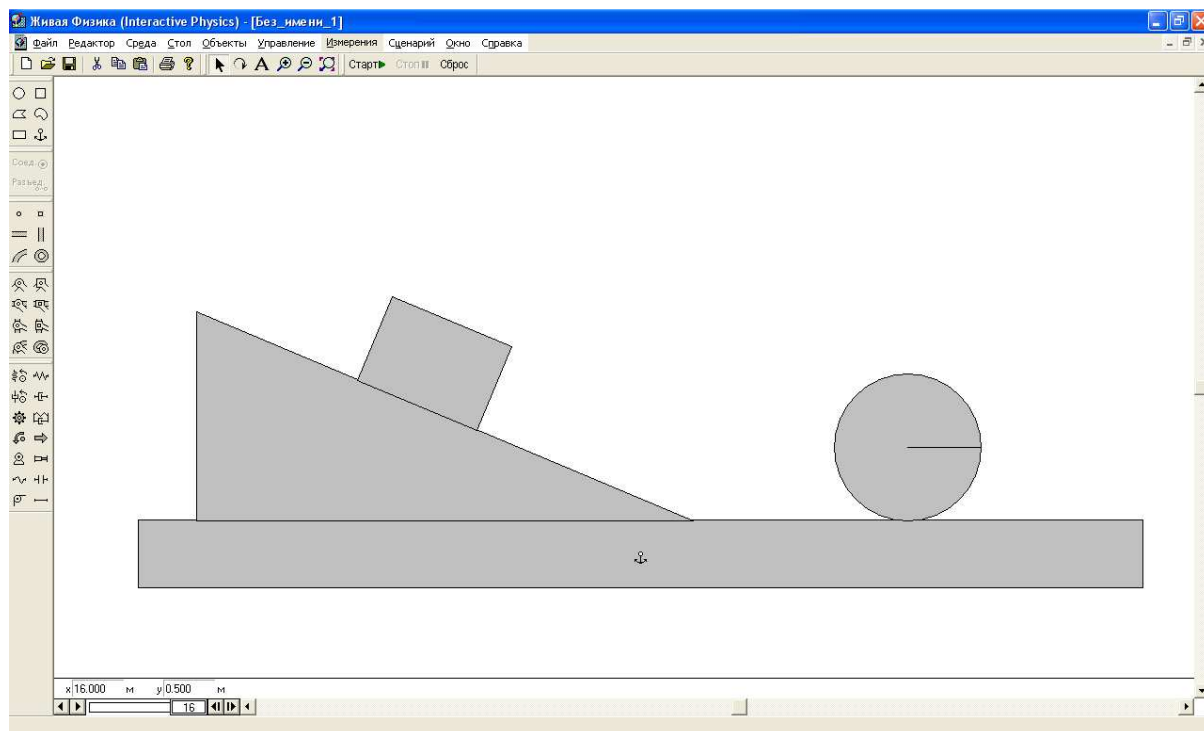 Живая Физика (Interactive Physics) - [Без_имени_1]
Файл Редактор Среда Стол Объекты Управление Измерения Сценарий Окно Справка
A Старт Стоп Сброс
Соед.
Разъед.
x 16.000 м y 0.500 м
16